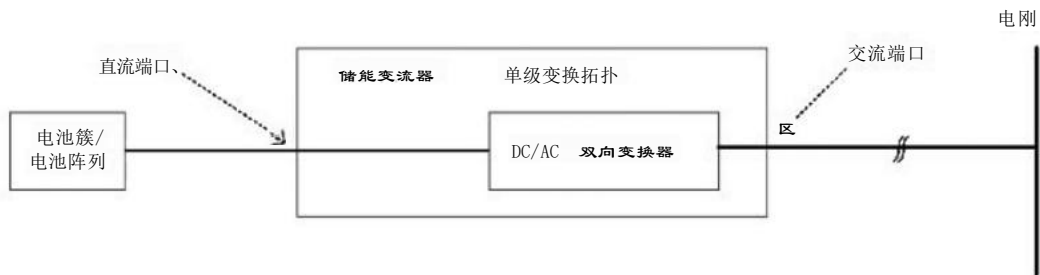 电刚
直流端口、
储能变流器 单级变换拓扑
交流端口
电池簇/
电池阵列
DC/AC 双向变换器
区